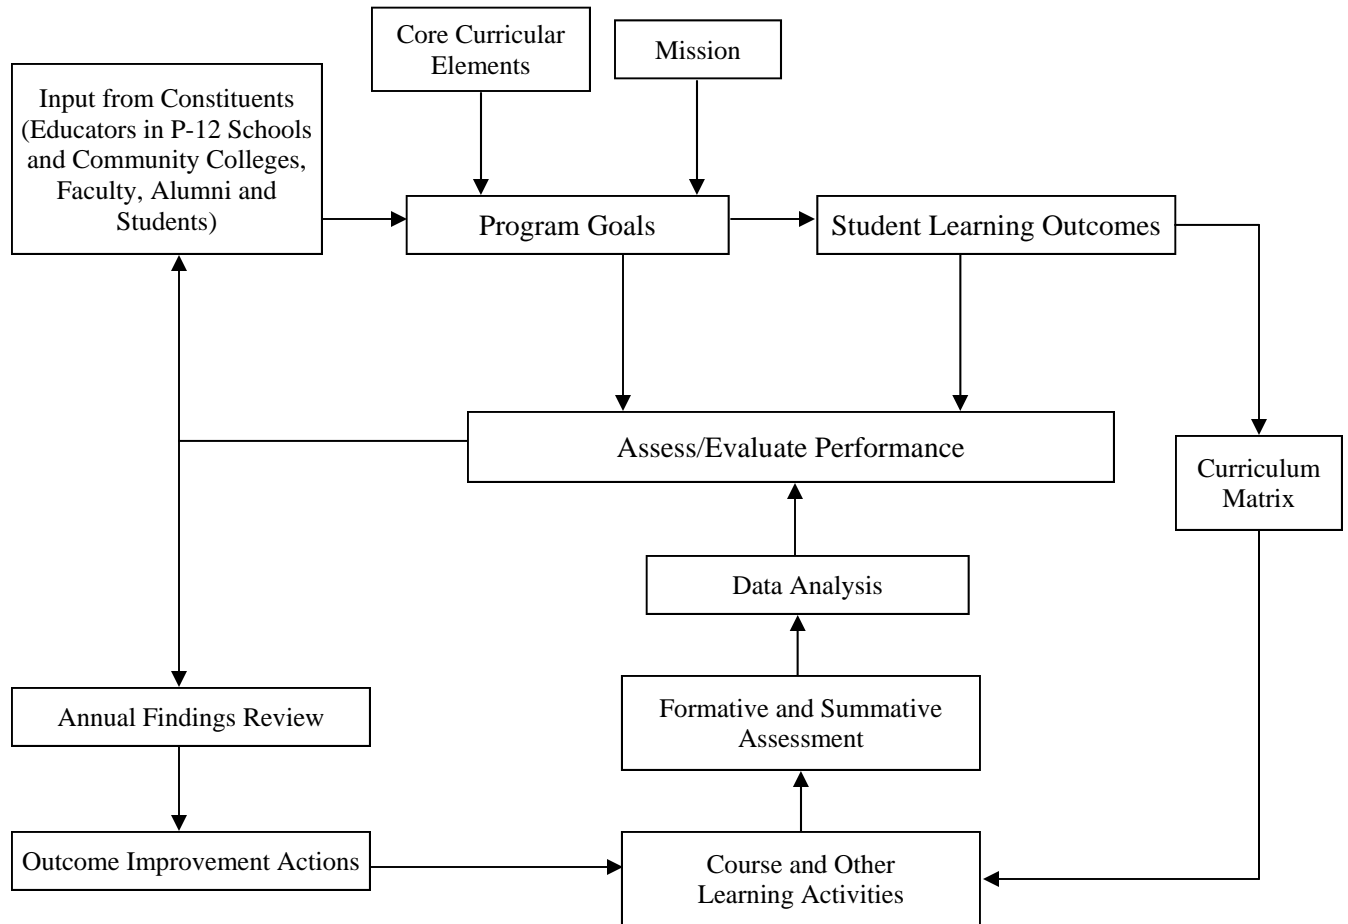 Core Curricular
Elements
Mission
Input from Constituents
(Educators in P-12 Schools
and Community Colleges,
Faculty, Alumni and
Students)
Program Goals
Student Learning Outcomes
Assess/Evaluate Performance
Curriculum
Matrix
Data Analysis
Annual Findings Review
Formative and Summative
Assessment
Outcome Improvement Actions
Course and Other
Learning Activities